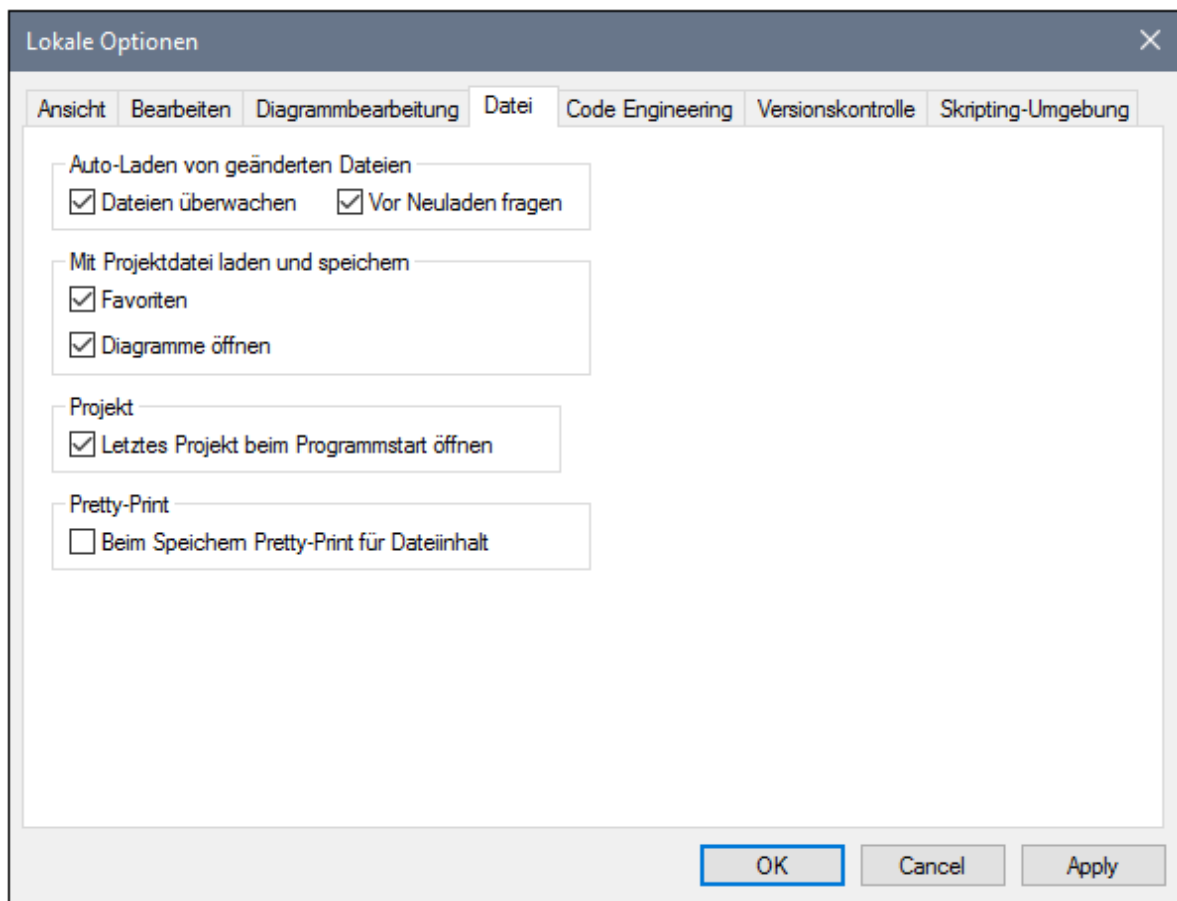 Lokale Optionen
Ansicht Bearbeiten Diagrammbearbeitung Datei Code Engineering Versionskontrolle Skripting-Umgebung
Auto-Laden von geänderten Dateien
Dateien überwachen Vor Neuladen fragen
Mit Projektdatei laden und speichern
Favoriten
Diagramme öffnen
Projekt
Letztes Projekt beim Programmstart öffnen
Pretty-Print
Beim Speichern Pretty-Print für Dateiinhalt
OK Cancel Apply